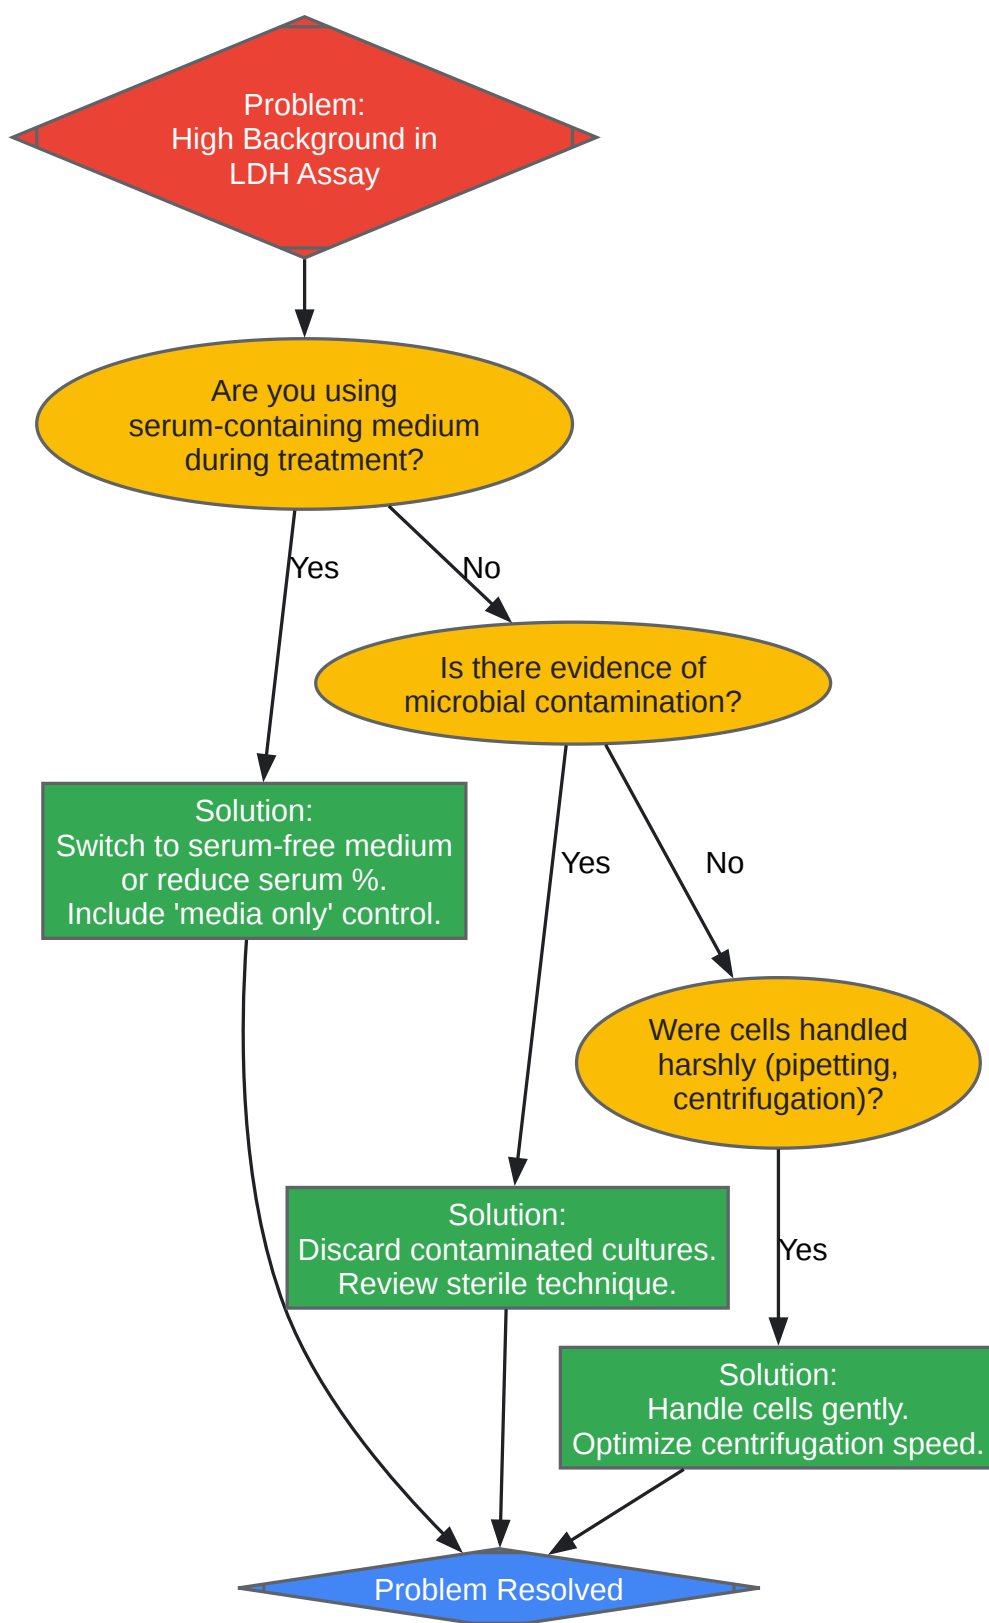 Problem:
High Background in
LDH Assay
Are you using
serum-containing medium
during treatment?
Yes
No
Is there evidence of
microbial contamination?
Solution:
Switch to serum-free medium
or reduce serum %.
Include 'media only' control.
Yes
No
Were cells handled
harshly (pipetting,
centrifugation)?
Solution:
Discard contaminated cultures.
Review sterile technique.
Yes
Solution:
Handle cells gently.
Optimize centrifugation speed.
Problem Resolved